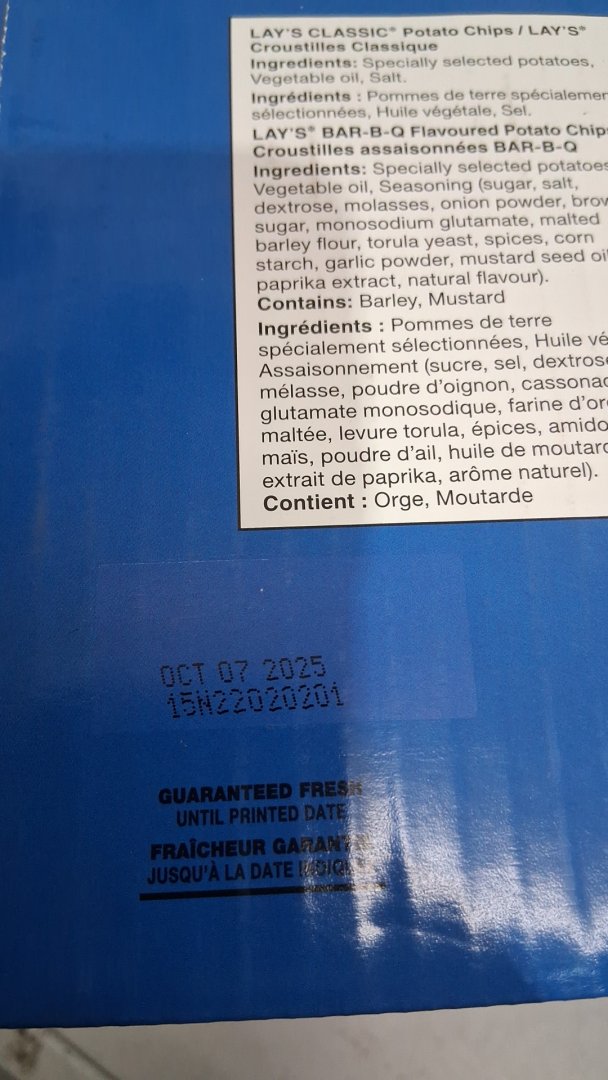 LAY'S CLASSIC® Potato Chips / LAY'S®
Croustilles Classique
Ingredients: Specially selected potatoes,
Vegetable oil, Salt.
Ingrédients : Pommes de terre
sélectionnées, Huile végétale, Sel.
LAY'S® BAR-B-Q Flavoured Potato
Croustilles assaisonnées BAR-B-Q
Ingredients: Specially selected
Vegetable oil, Seasoning (sugar, salt,
dextrose, molasses, onion powder,
sugar, monosodium glutamate, malted
barley flour, torula yeast, spices, corn
starch, garlic powder, mustard seed
paprika extract, natural flavour).
Contains: Barley, Mustard
Ingrédients : Pommes de terre
spécialement sélectionnées, Huile
Assaisonnement (sucre, sel,
mélasse, poudre d'oignon,
glutamate monosodique, farine
maltée, levure torula, épices,
maïs, poudre d'ail, huile de
extrait de paprika, arôme naturel).
Contient : Orge, Moutarde
OCT 07 2025
15H22020201
GUARANTEED FRESH
UNTIL PRINTED DATE
FRAÎCHEUR
JUSQU'À LA DATE